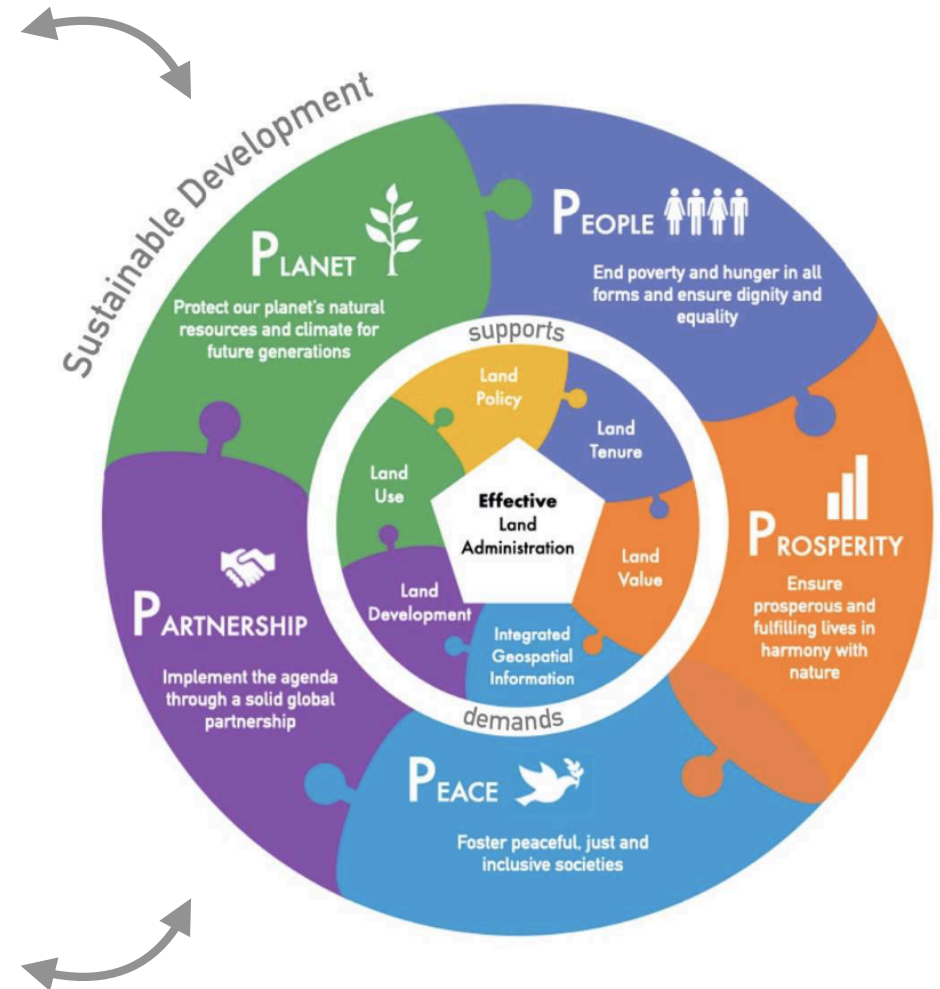 Sustainable Development
PLANET
Protect our planet's natural
resources and climate for
future generations
PEOPLE
End poverty and hunger in all
forms and ensure dignity and
equality
PROSPERITY
Ensure
prosperous and
fulfilling lives in
harmony with
nature
PEACE
Foster peaceful, just and
inclusive societies
PARTNERSHIP
Implement the agenda
through a solid global
partnership
supports
Land
Policy
Land
Tenure
Land
Value
Integrated
Geospatial
Information
Land
Development
Land
Use
Effective
Land
Administration
demands